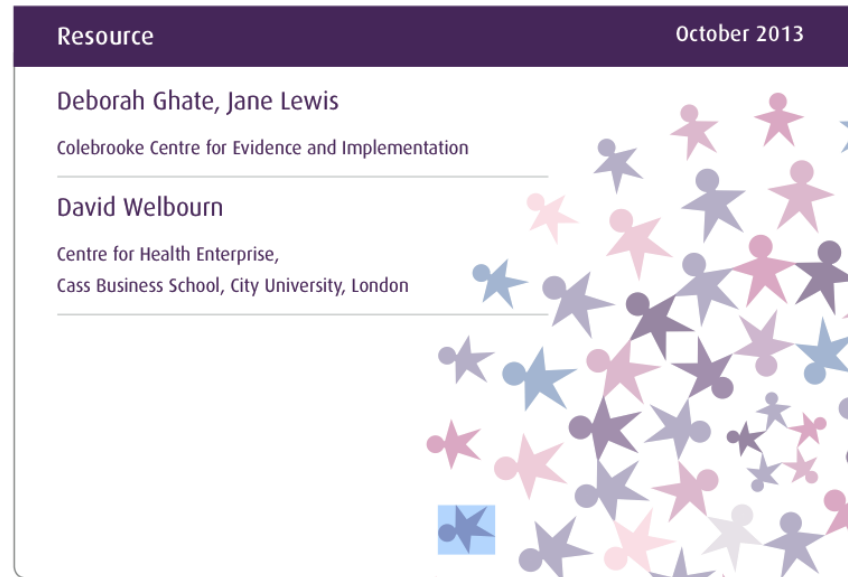 Resource
October 2013
Deborah Ghate, Jane Lewis
Colebrooke Centre for Evidence and Implementation
David Welbourn
Centre for Health Enterprise,
Cass Business School, City University, London